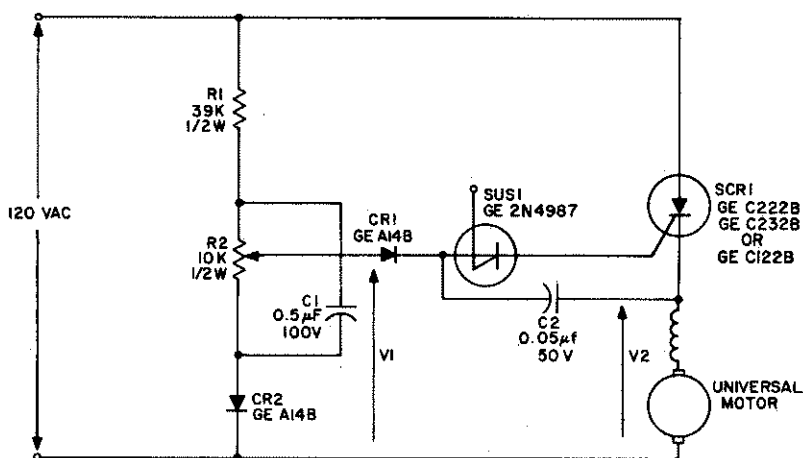 R1
39K
1/2W
120 VAC
R2
10K
1/2W
C1
0.5µF
100V
CR2
GE A14B
CR1
GE A14B
V1
SUS1
GE 2N4987
C2
0.05µf
50V
V2
SCR1
GE C222B
GE C232B
OR
GE C122B
UNIVERSAL
MOTOR